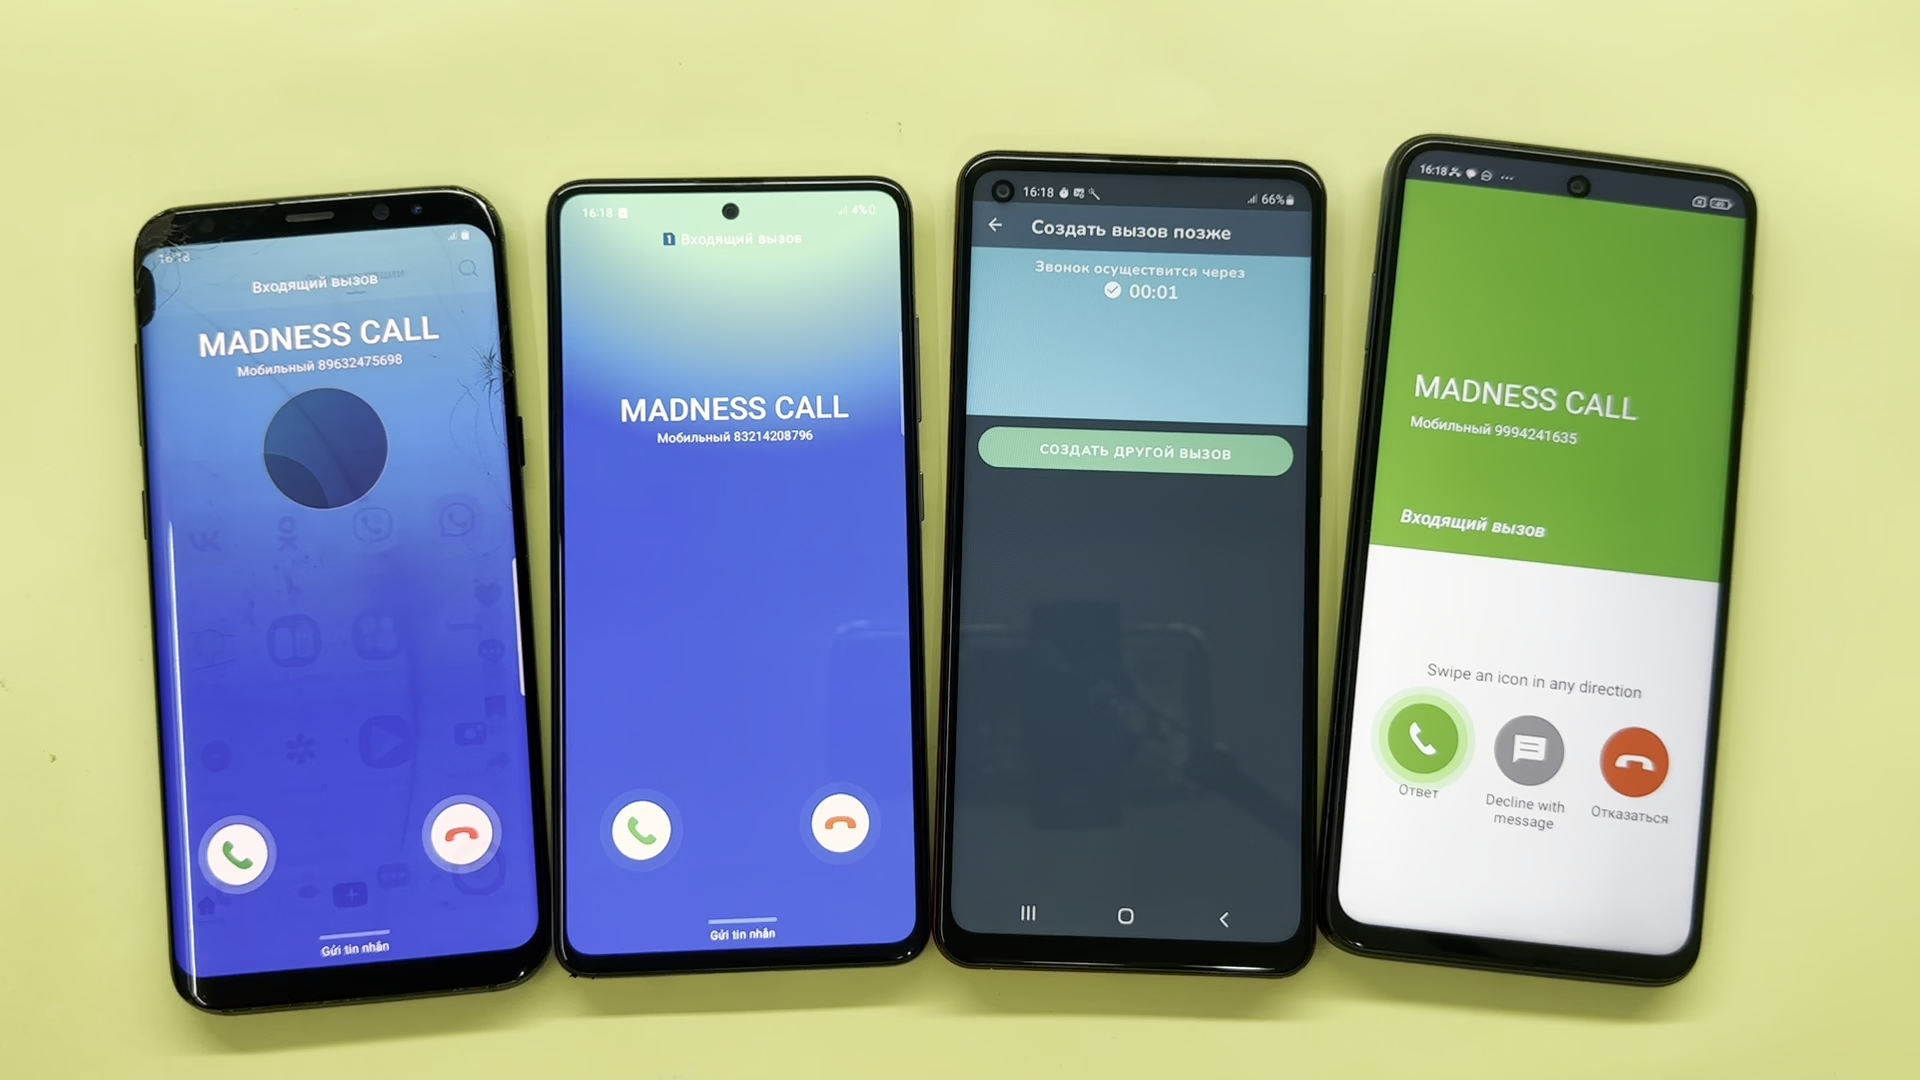 16:18
Входящий вызов
MADNESS CALL
Мобильный 89632475698
Gửi tin nhắn
16:18
4%
1 Входящий вызов
MADNESS CALL
Мобильный 83214208796
Gửi tin nhắn
16:18
66%
Создать вызов позже
Звонок осуществится через
00:01
СОЗДАТЬ ДРУГОЙ ВЫЗОВ
16:18
MADNESS CALL
Мобильный 9994241635
Входящий вызов
Swipe an icon in any direction
Ответ
Decline with
message
Отказаться